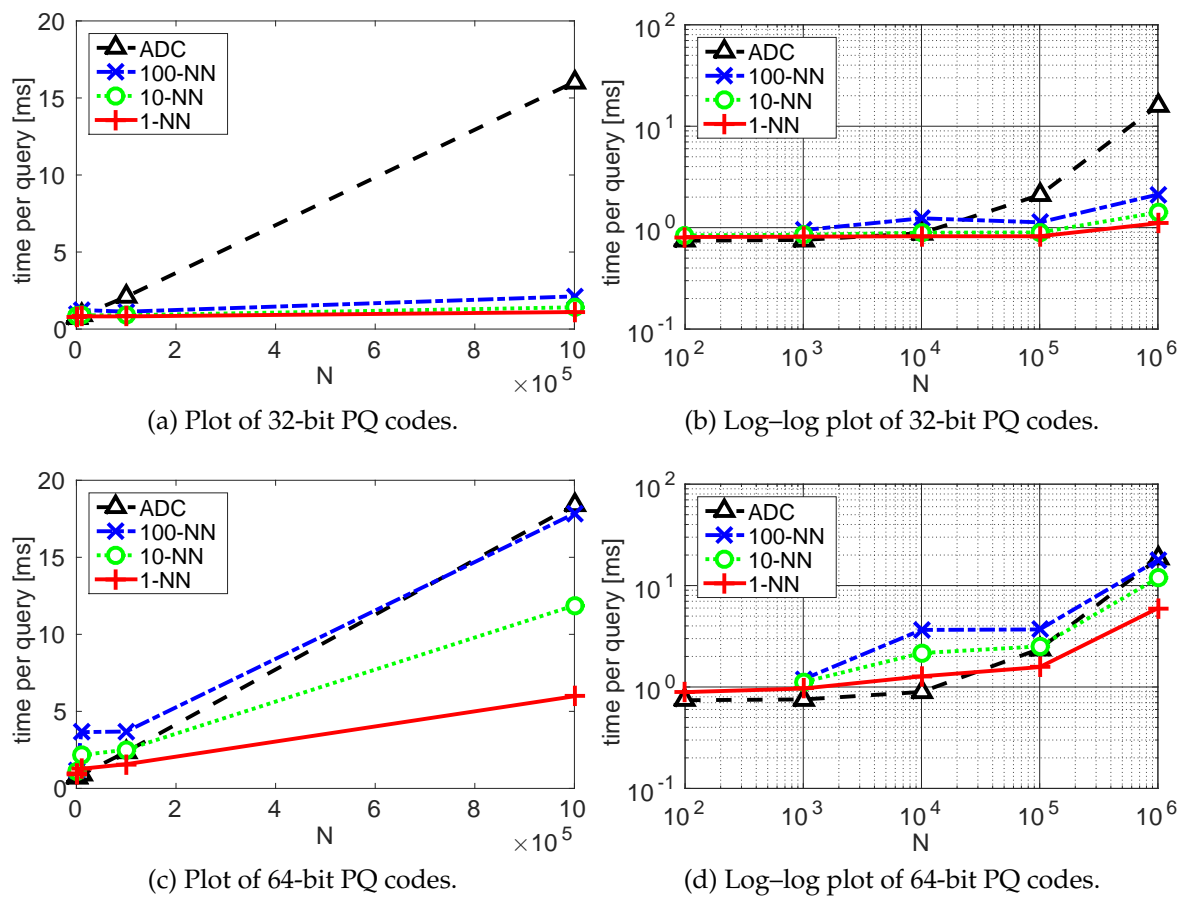 20
15
10
5
0
time per query [ms]
ADC
100-NN
10-NN
1-NN
0 2 4 6 8 10
N
×10^5
(a) Plot of 32-bit PQ codes.
10^2
10^1
10^0
10^-1
time per query [ms]
ADC
100-NN
10-NN
1-NN
10^2 10^3 10^4 10^5 10^6
N
(b) Log–log plot of 32-bit PQ codes.
20
15
10
5
0
time per query [ms]
ADC
100-NN
10-NN
1-NN
0 2 4 6 8 10
N
×10^5
(c) Plot of 64-bit PQ codes.
10^2
10^1
10^0
10^-1
time per query [ms]
ADC
100-NN
10-NN
1-NN
10^2 10^3 10^4 10^5 10^6
N
(d) Log–log plot of 64-bit PQ codes.